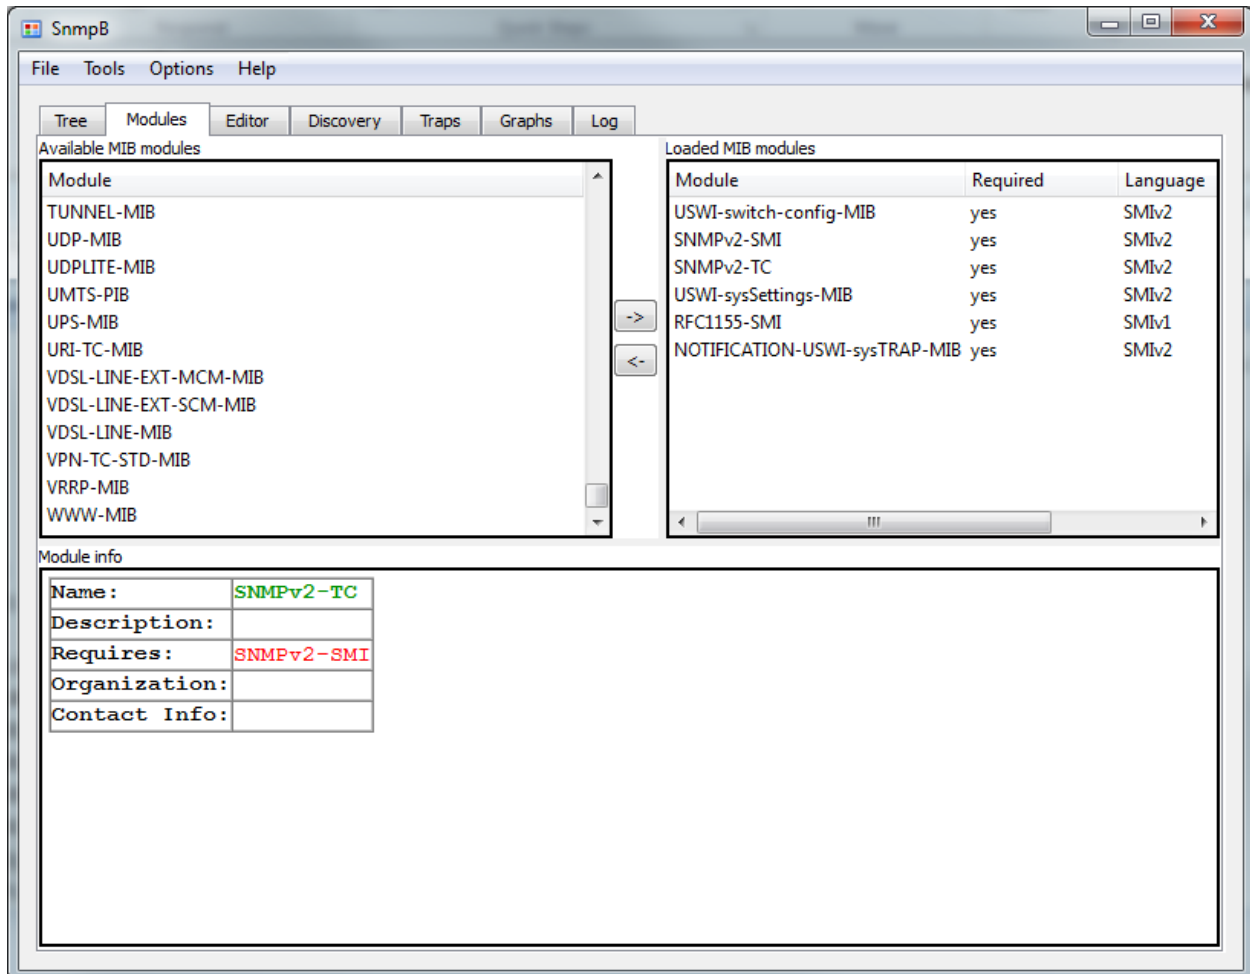 SnmpB
File Tools Options Help
Tree Modules Editor Discovery Traps Graphs Log
Available MIB modules
Module
TUNNEL-MIB
UDP-MIB
UDPLITE-MIB
UMTS-PIB
UPS-MIB
URI-TC-MIB
VDSL-LINE-EXT-MCM-MIB
VDSL-LINE-EXT-SCM-MIB
VDSL-LINE-MIB
VPN-TC-STD-MIB
VRRP-MIB
WWW-MIB
->
<-
Loaded MIB modules
Module Required Language
USWI-switch-config-MIB yes SMIv2
SNMPv2-SMI yes SMIv2
SNMPv2-TC yes SMIv2
USWI-sysSettings-MIB yes SMIv2
RFC1155-SMI yes SMIv1
NOTIFICATION-USWI-sysTRAP-MIB yes SMIv2
Module info
Name: SNMPv2-TC
Description:
Requires: SNMPv2-SMI
Organization:
Contact Info: